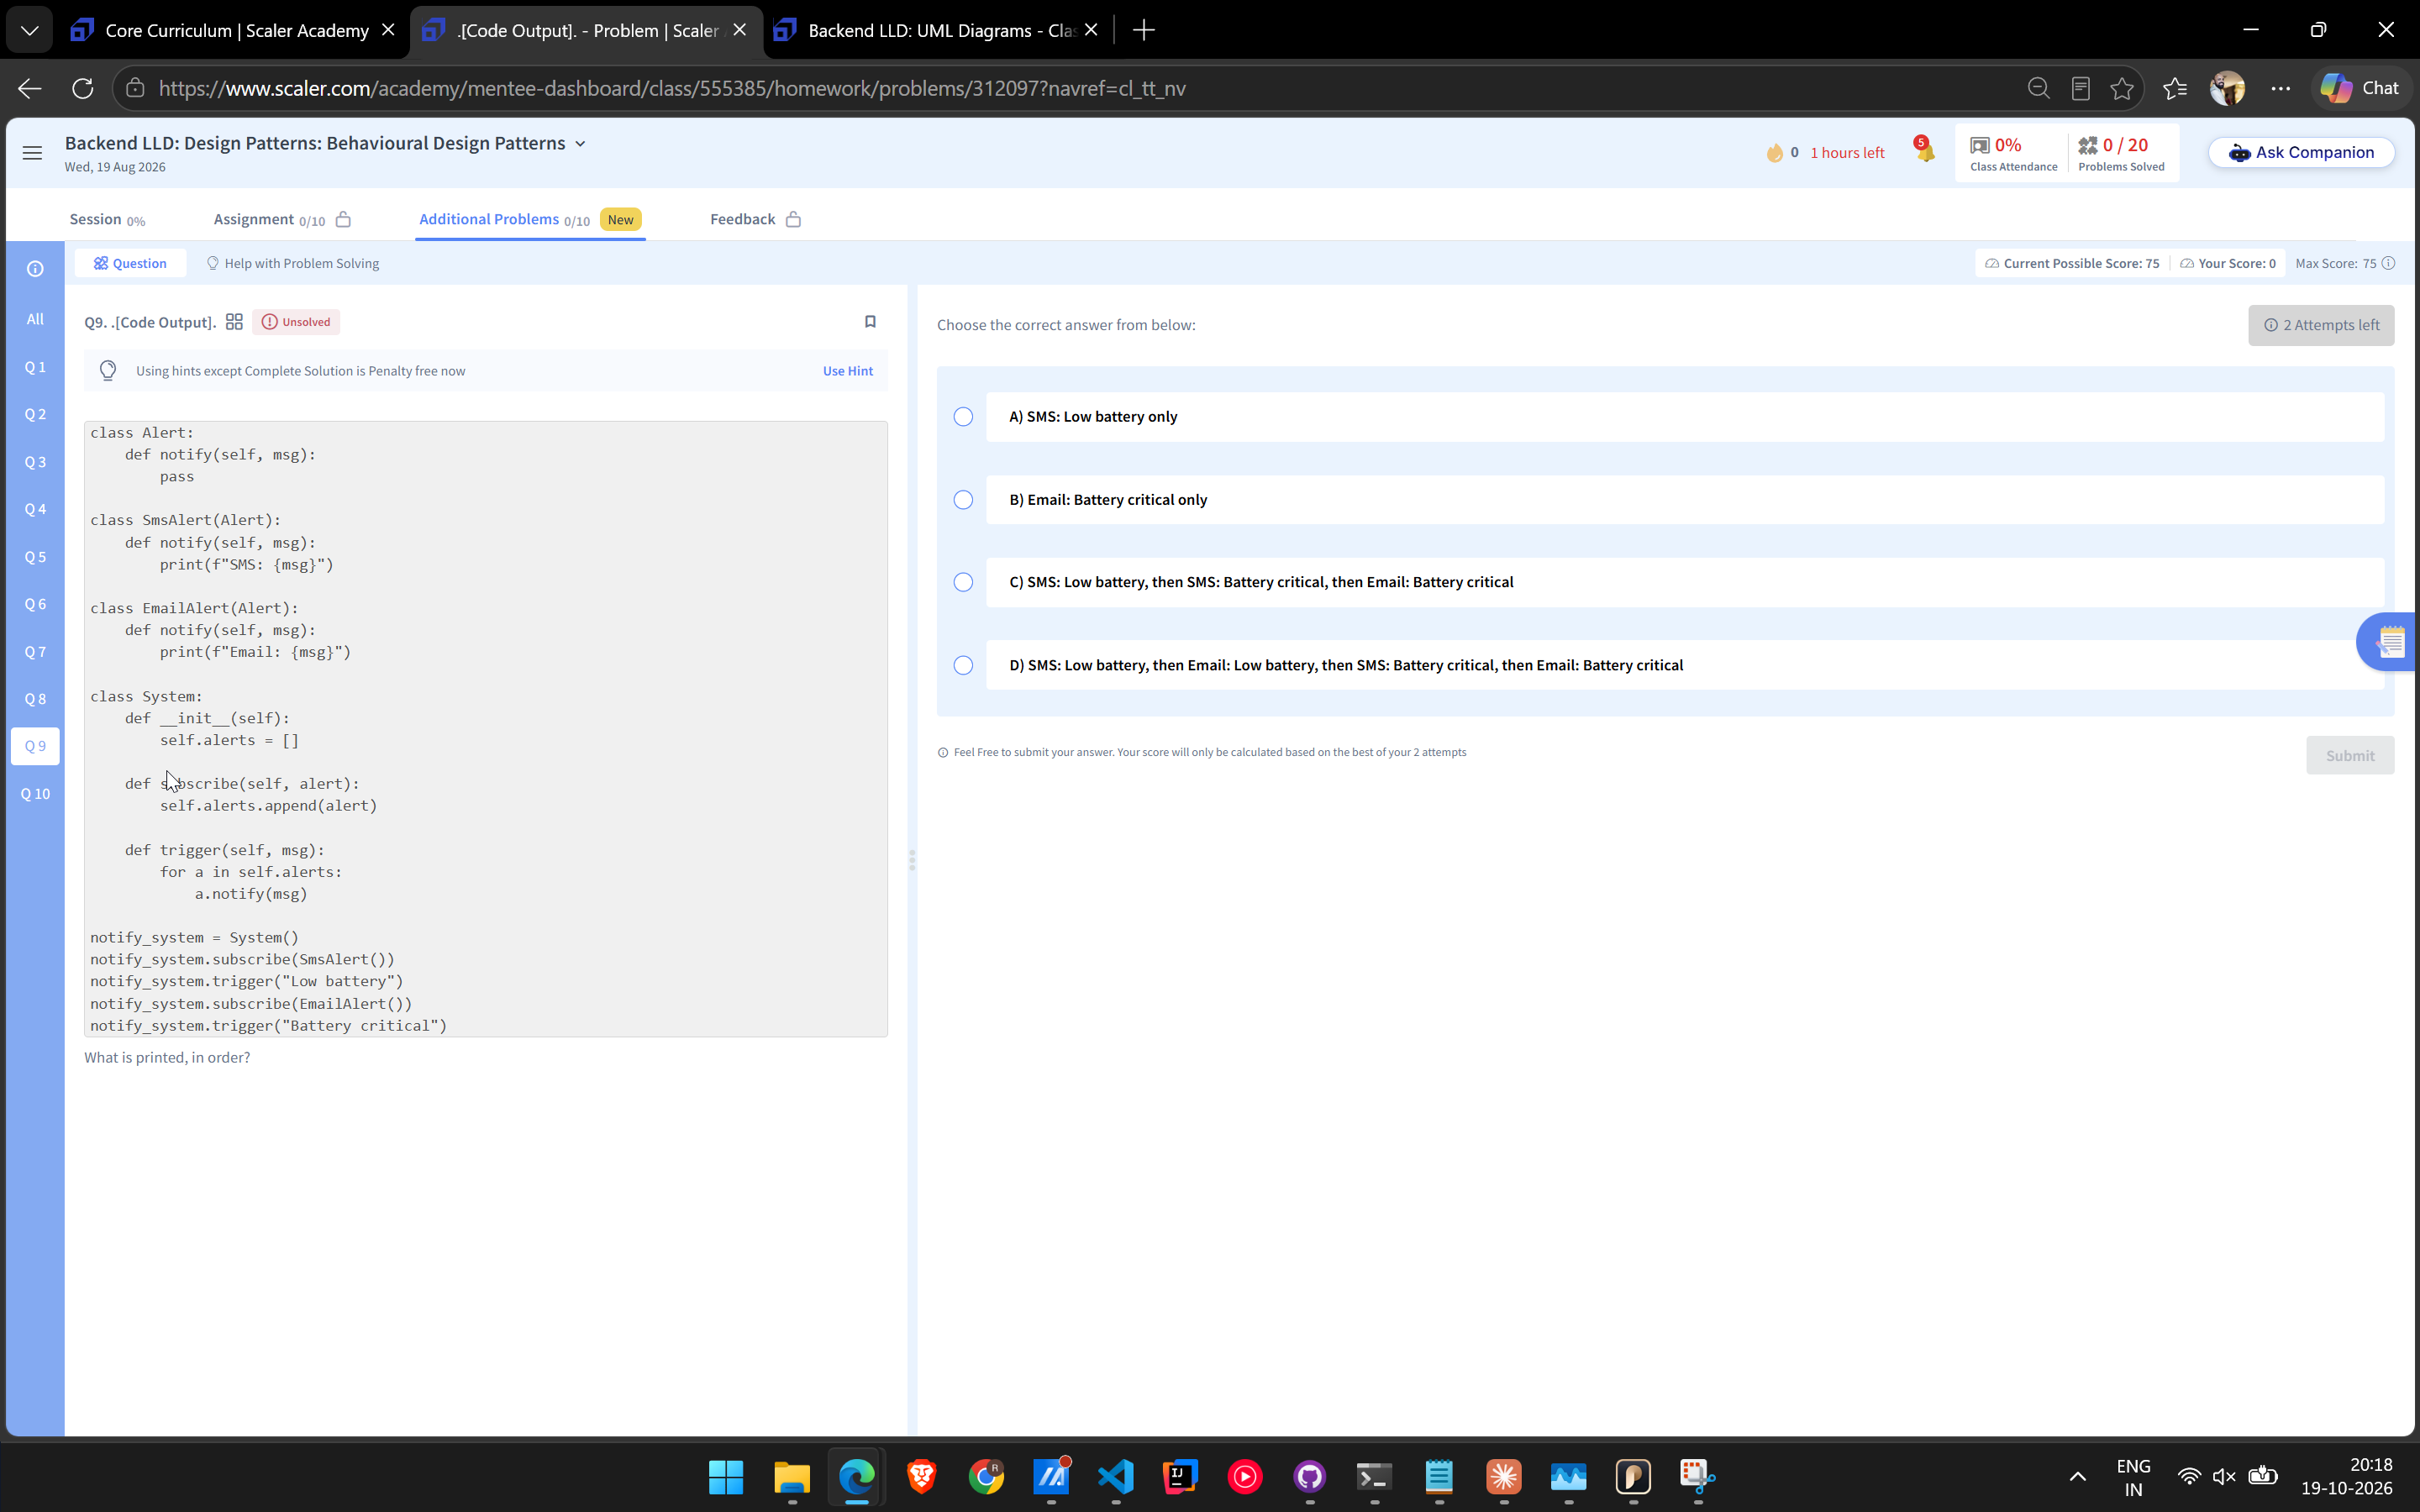 Core Curriculum | Scaler Academy
.[Code Output]. - Problem | Scaler
Backend LLD: UML Diagrams - Cla
https://www.scaler.com/academy/mentee-dashboard/class/555385/homework/problems/312097?navref=cl_tt_nv
Chat
Backend LLD: Design Patterns: Behavioural Design Patterns
Wed, 19 Aug 2026
0 1 hours left
5
0%
Class Attendance
0 / 20
Problems Solved
Ask Companion
Session 0%
Assignment 0/10
Additional Problems 0/10 New
Feedback
Question
Help with Problem Solving
Current Possible Score: 75
Your Score: 0
Max Score: 75
All
Q 1
Q 2
Q 3
Q 4
Q 5
Q 6
Q 7
Q 8
Q 9
Q 10
Q9. .[Code Output].
Unsolved
Using hints except Complete Solution is Penalty free now
Use Hint
class Alert:
    def notify(self, msg):
        pass
class SmsAlert(Alert):
    def notify(self, msg):
        print(f"SMS: {msg}")
class EmailAlert(Alert):
    def notify(self, msg):
        print(f"Email: {msg}")
class System:
    def __init__(self):
        self.alerts = []
    def subscribe(self, alert):
        self.alerts.append(alert)
    def trigger(self, msg):
        for a in self.alerts:
            a.notify(msg)
notify_system = System()
notify_system.subscribe(SmsAlert())
notify_system.trigger("Low battery")
notify_system.subscribe(EmailAlert())
notify_system.trigger("Battery critical")
What is printed, in order?
Choose the correct answer from below:
2 Attempts left
A) SMS: Low battery only
B) Email: Battery critical only
C) SMS: Low battery, then SMS: Battery critical, then Email: Battery critical
D) SMS: Low battery, then Email: Low battery, then SMS: Battery critical, then Email: Battery critical
Feel Free to submit your answer. Your score will only be calculated based on the best of your 2 attempts
Submit
R
IJ
ENG
IN
20:18
19-10-2026